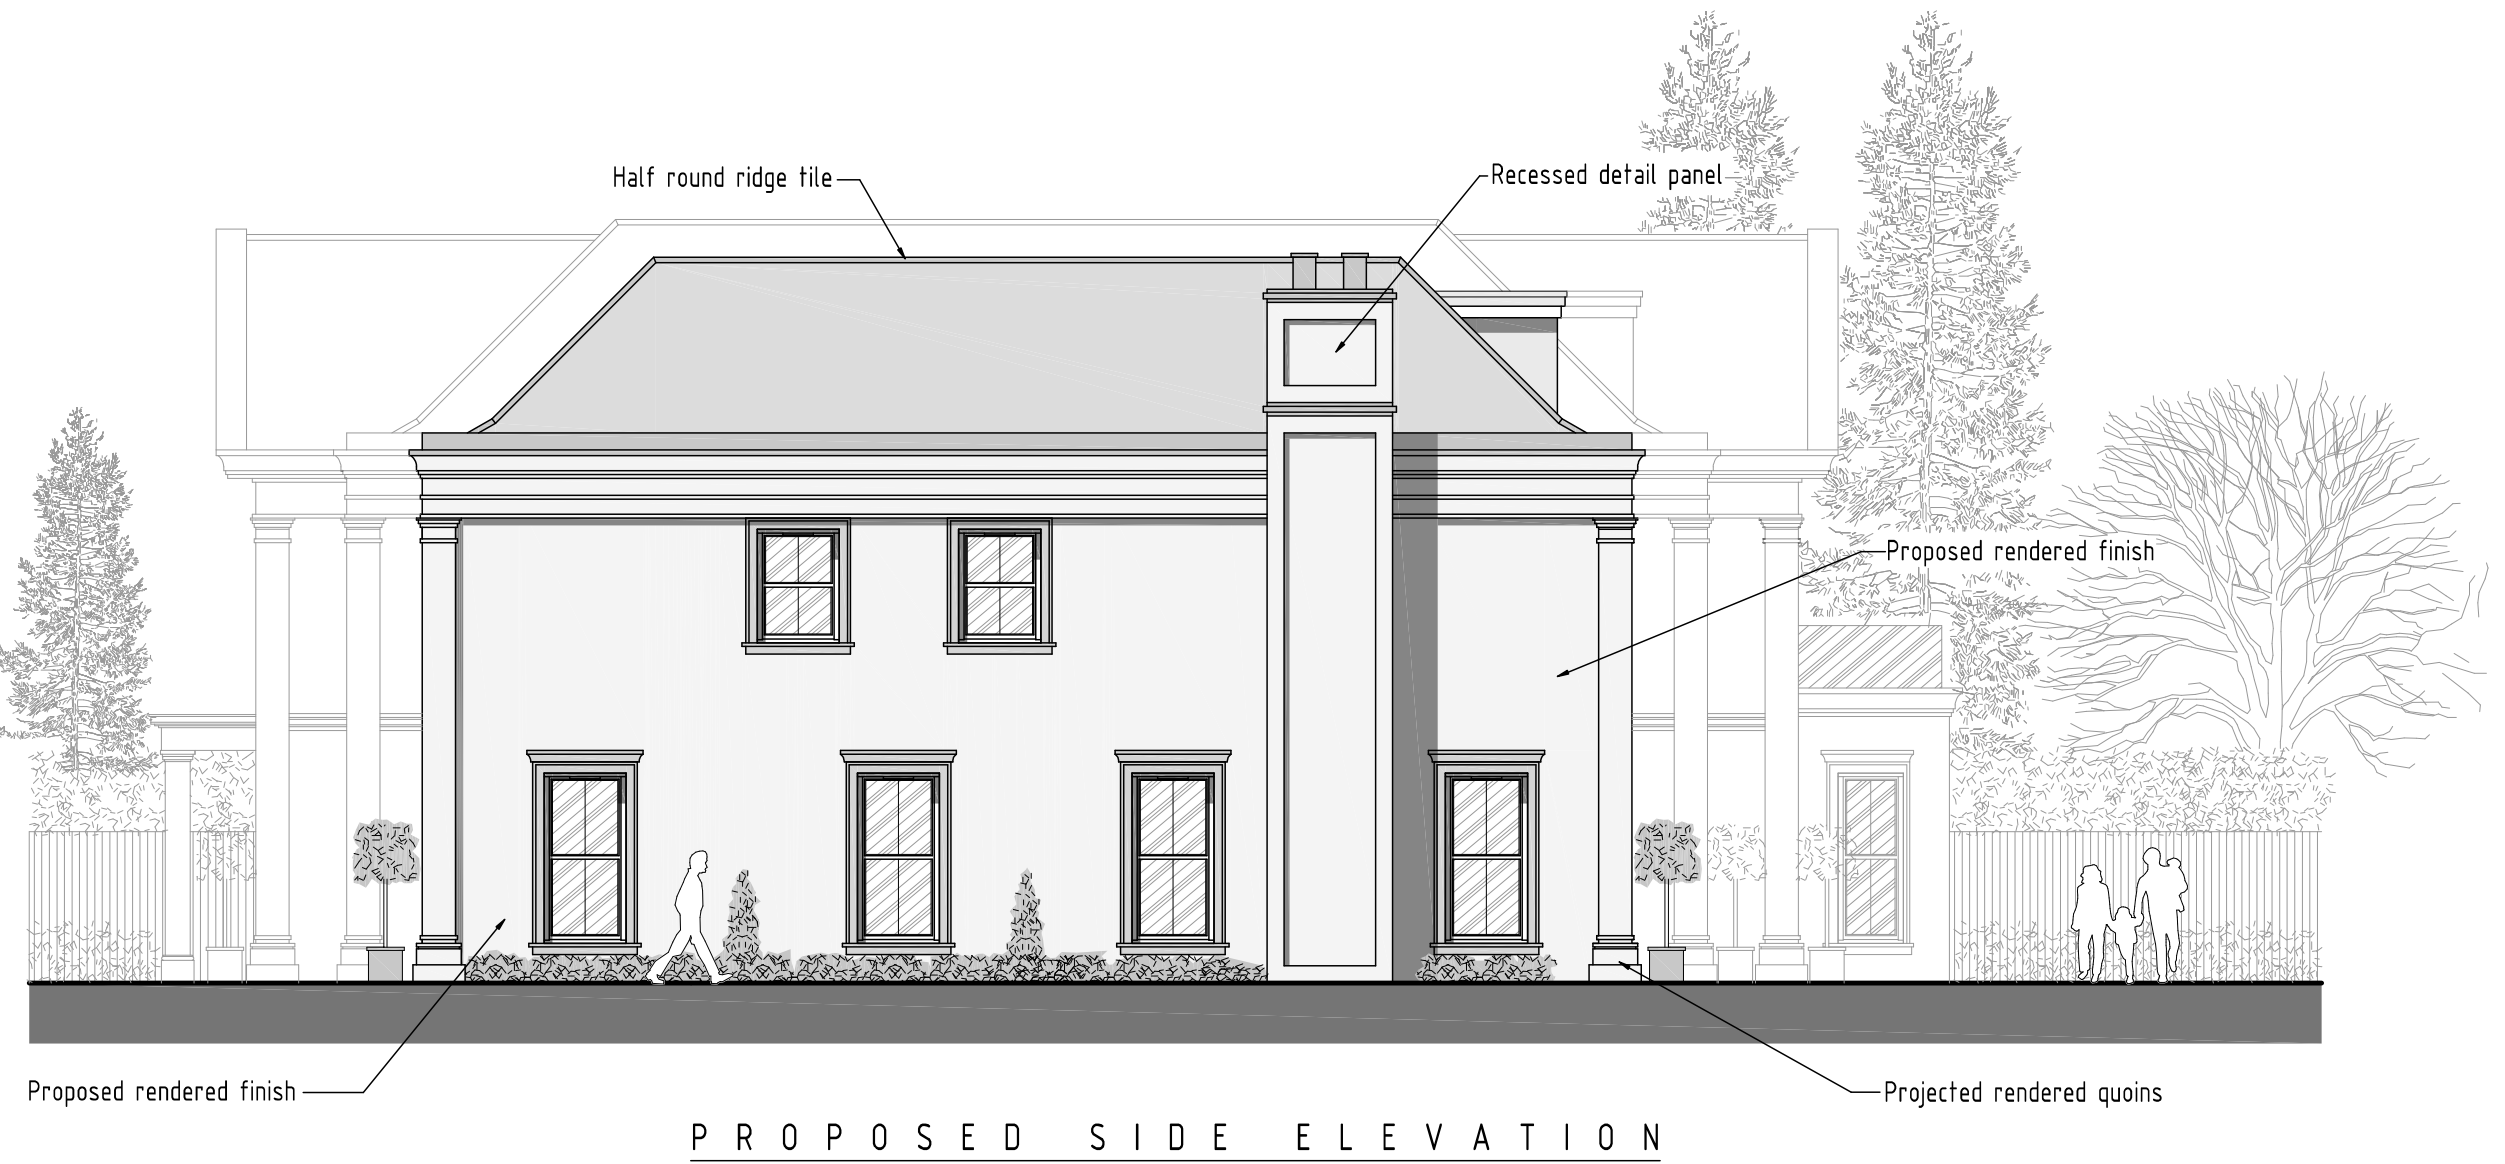 Half round ridge tile
Recessed detail panel
Proposed rendered finish
Proposed rendered finish
Projected rendered quoins
PROPOSED SIDE ELEVATION